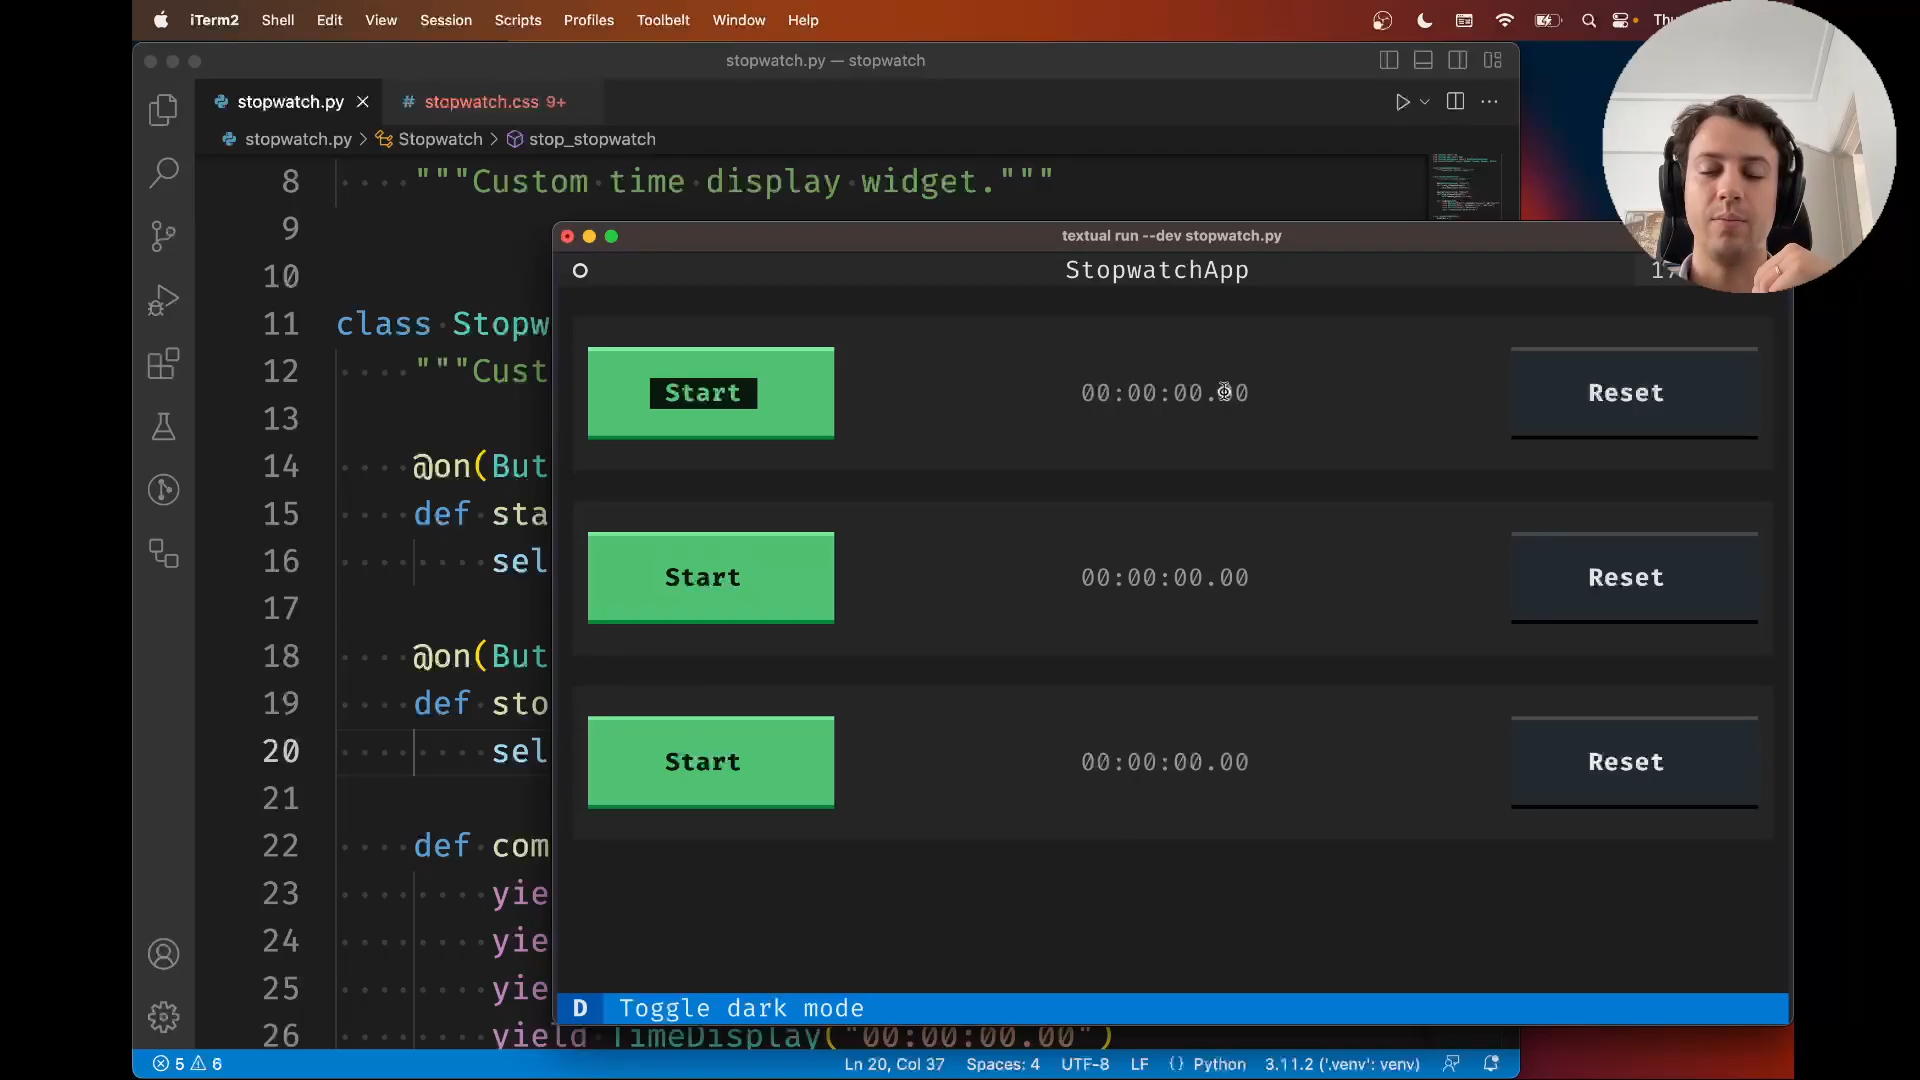 iTerm2 Shell Edit View Session Scripts Profiles Toolbelt Window Help
stopwatch.py — stopwatch
stopwatch.py
# stopwatch.css 9+
stopwatch.py > Stopwatch > stop_stopwatch
8 """Custom time display widget."""
9
10
11 class Stopw
12 """Cust
13
14 @on(But
15 def sta
16 sel
17
18 @on(But
19 def sto
20 sel
21
22 def com
23 yie
24 yie
25 yie
26 yield TimeDisplay("00:00:00.00")
textual run --dev stopwatch.py
StopwatchApp
Start 00:00:00.00 Reset
Start 00:00:00.00 Reset
Start 00:00:00.00 Reset
D Toggle dark mode
5 6 Ln 20, Col 37 Spaces: 4 UTF-8 LF {} Python 3.11.2 ('.venv': venv)